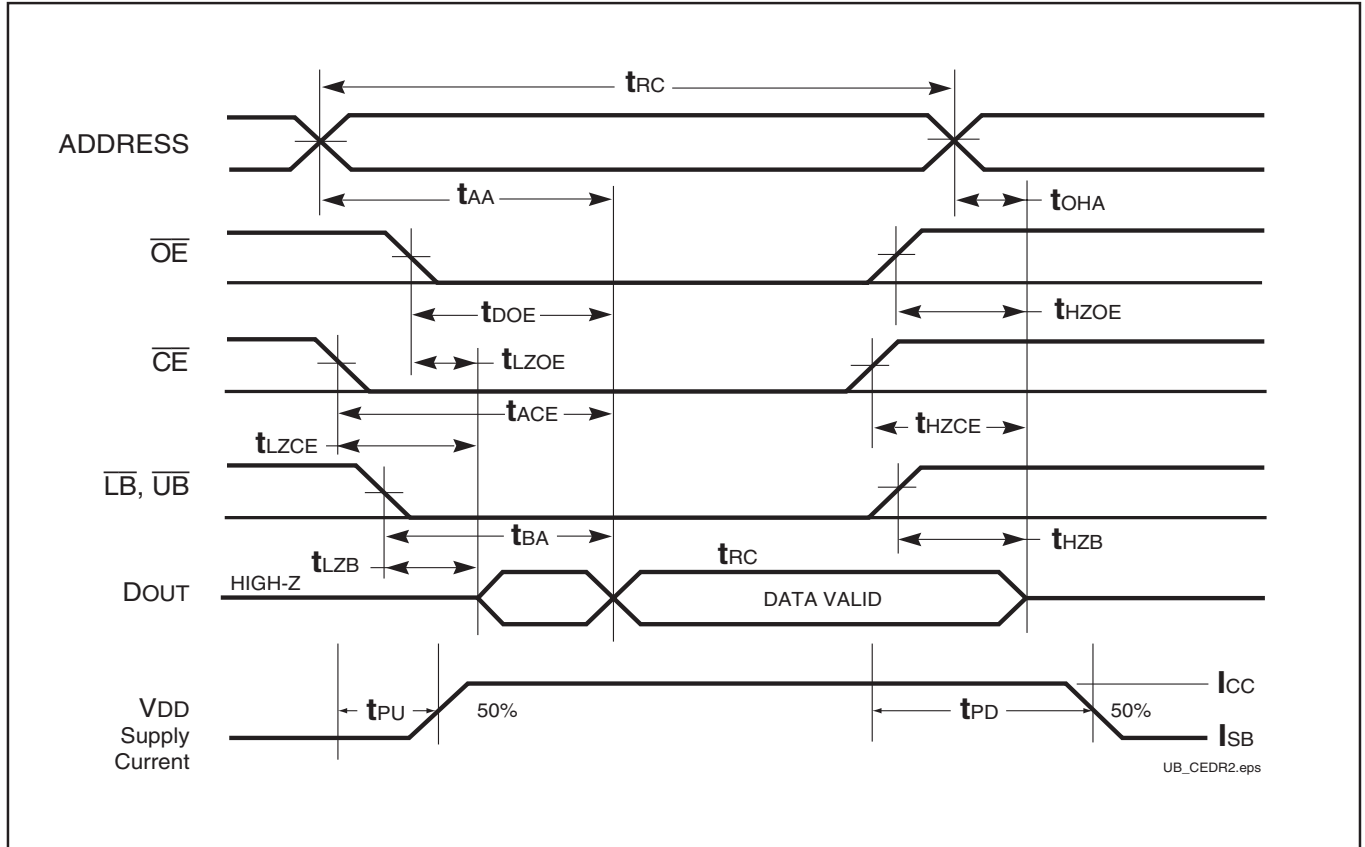 tRC
ADDRESS
tAA
tOHA
OE
tDOE
tHZOE
CE
tLZOE
tACE
tHZCE
tLZCE
LB, UB
tBA
tRC
tHZB
tLZB
DOUT
HIGH-Z
DATA VALID
VDD
Supply
Current
tPU
50%
tPD
50%
ICC
ISB
UB_CEDR2.eps